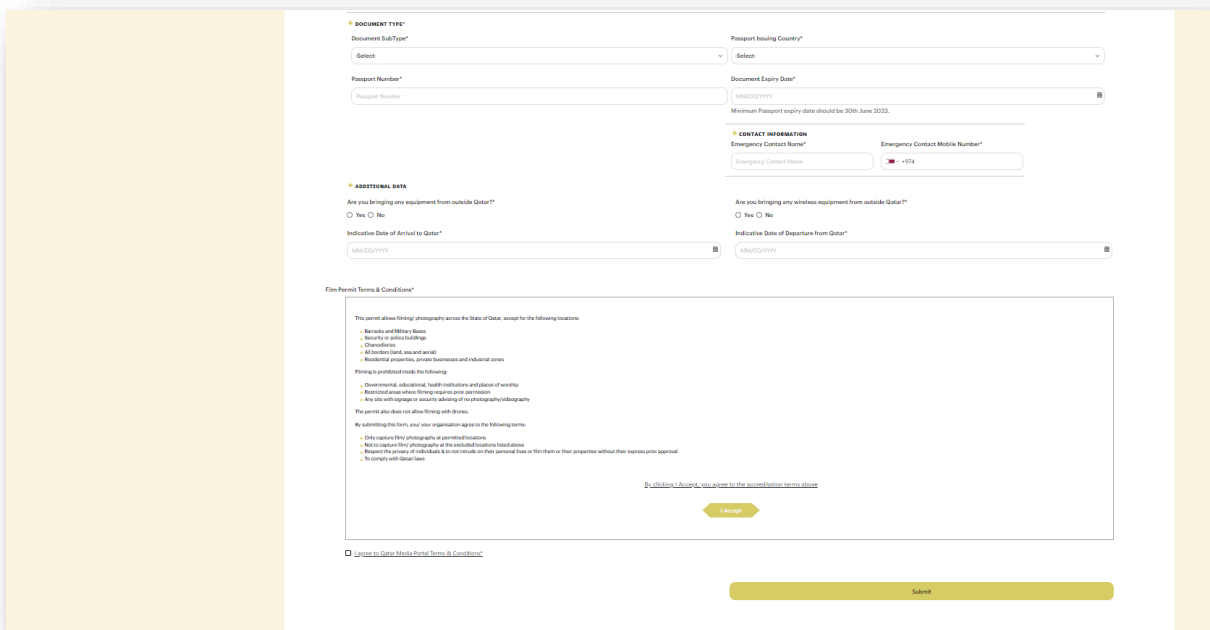 DOCUMENT TYPE*
Document SubType*
Passport Issuing Country*
-Select-
-Select-
Passport Number*
Document Expiry Date*
Passport Number
MM/DD/YYYY
Minimum Passport expiry date should be 30th June 2023.
CONTACT INFORMATION
Emergency Contact Name*
Emergency Contact Mobile Number*
Emergency Contact Name
+974
ADDITIONAL DATA
Are you bringing any equipment from outside Qatar?*
Are you bringing any wireless equipment from outside Qatar?*
Yes No
Yes No
Indicative Date of Arrival to Qatar*
Indicative Date of Departure from Qatar*
MM/DD/YYYY
MM/DD/YYYY
Film Permit Terms & Conditions*
This permit allows filming/ photography across the State of Qatar, except for the following locations.
Barracks and Military Bases
Security or police buildings
Chancelleries
All borders (land, sea and aerial)
Residential properties, private businesses and industrial zones
Filming is prohibited inside the following:
Governmental, educational, health institutions and places of worship
Restricted areas where filming requires prior permission
Any site with signage or security advising of no photography/videography
The permit also does not allow filming with drones.
By submitting this form, you/ your organisation agree to the following terms:
Only capture film/ photography at permitted locations
Not to capture film/ photography at the excluded locations listed above
Respect the privacy of individuals & to not intrude on their personal lives or film them or their properties without their express prior approval
To comply with Qatari laws
By clicking I Accept, you agree to the accreditation terms above
I Accept
I agree to Qatar Media Portal Terms & Conditions*
Submit